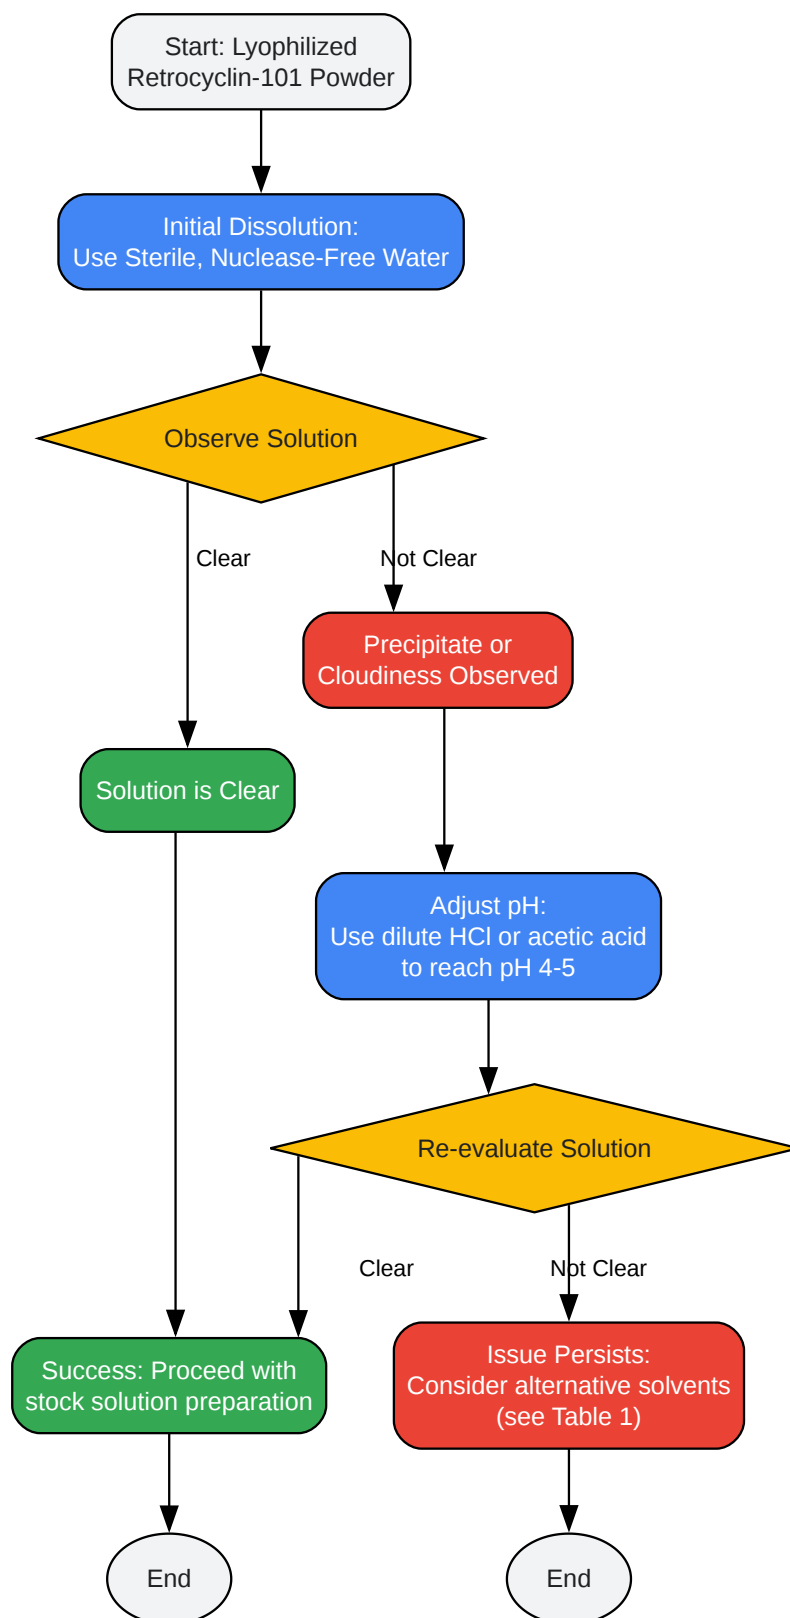 Start: Lyophilized
Retrocyclin-101 Powder
Initial Dissolution:
Use Sterile, Nuclease-Free Water
Observe Solution
Clear
Not Clear
Precipitate or
Cloudiness Observed
Solution is Clear
Adjust pH:
Use dilute HCl or acetic acid
to reach pH 4-5
Re-evaluate Solution
Clear
Not Clear
Success: Proceed with
stock solution preparation
Issue Persists:
Consider alternative solvents
(see Table 1)
End
End